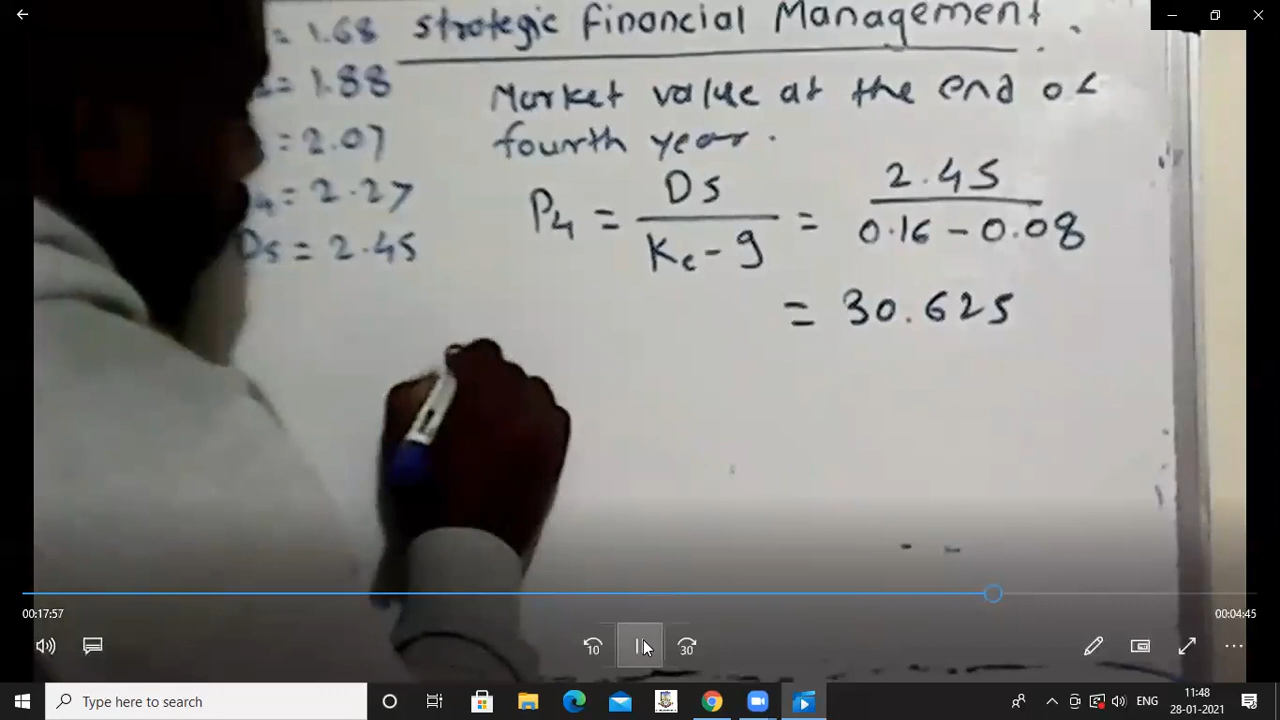 = 1.68
= 1.88
= 2.07
= 2.27
D5 = 2.45
Strategic Financial Management.
Market value at the end of
fourth year.
P4 = D5 / Ke - g = 2.45 / 0.16 - 0.08
= 30.625
00:17:57
00:04:45
10
30
Type here to search
ENG
11:48
28-01-2021